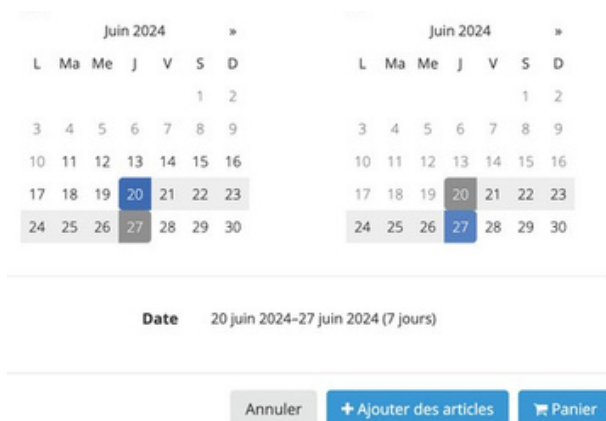 Juin 2024 »
L Ma Me J V S D
1 2
3 4 5 6 7 8 9
10 11 12 13 14 15 16
17 18 19 20 21 22 23
24 25 26 27 28 29 30
Juin 2024 »
L Ma Me J V S D
1 2
3 4 5 6 7 8 9
10 11 12 13 14 15 16
17 18 19 20 21 22 23
24 25 26 27 28 29 30
Date 20 juin 2024–27 juin 2024 (7 jours)
Annuler + Ajouter des articles Panier